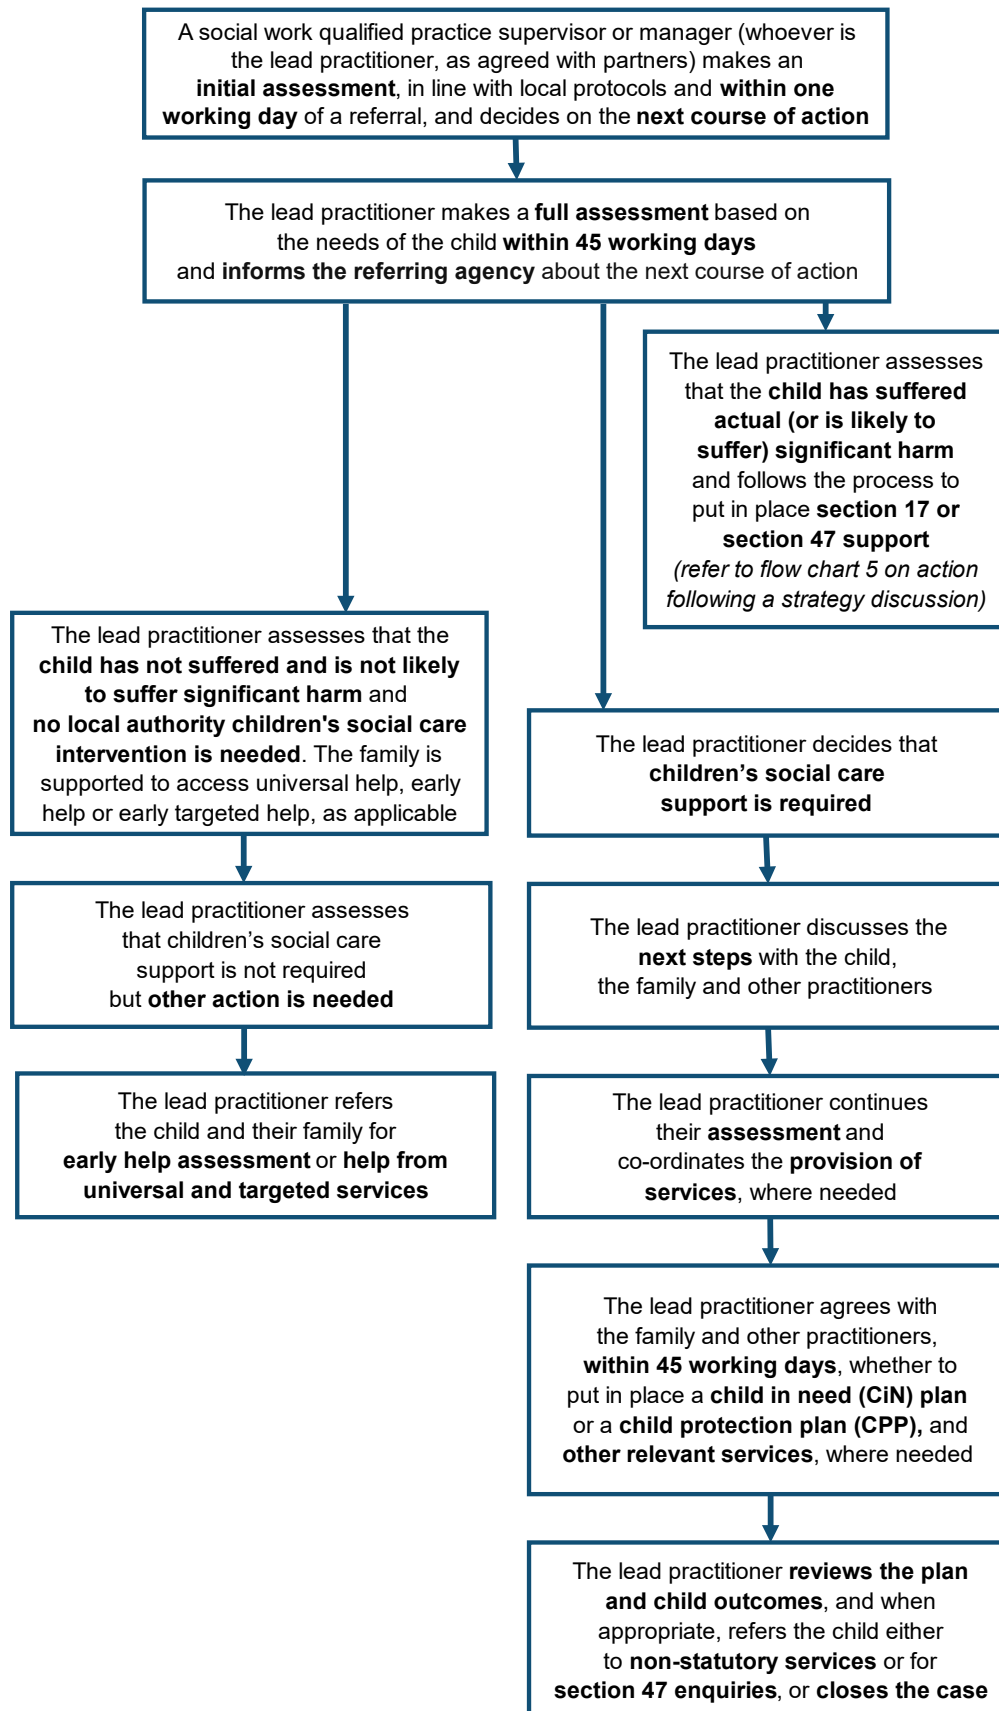 A social work qualified practice supervisor or manager (whoever is
the lead practitioner, as agreed with partners) makes an
initial assessment, in line with local protocols and within one
working day of a referral, and decides on the next course of action
The lead practitioner makes a full assessment based on
the needs of the child within 45 working days
and informs the referring agency about the next course of action
The lead practitioner assesses
that the child has suffered
actual (or is likely to
suffer) significant harm
and follows the process to
put in place section 17 or
section 47 support
(refer to flow chart 5 on action
following a strategy discussion)
The lead practitioner assesses that the
child has not suffered and is not likely
to suffer significant harm and
no local authority children's social care
intervention is needed. The family is
supported to access universal help, early
help or early targeted help, as applicable
The lead practitioner assesses
that children’s social care
support is not required
but other action is needed
The lead practitioner refers
the child and their family for
early help assessment or help from
universal and targeted services
The lead practitioner decides that
children’s social care
support is required
The lead practitioner discusses the
next steps with the child,
the family and other practitioners
The lead practitioner continues
their assessment and
co-ordinates the provision of
services, where needed
The lead practitioner agrees with
the family and other practitioners,
within 45 working days, whether to
put in place a child in need (CiN) plan
or a child protection plan (CPP), and
other relevant services, where needed
The lead practitioner reviews the plan
and child outcomes, and when
appropriate, refers the child either
to non-statutory services or for
section 47 enquiries, or closes the case